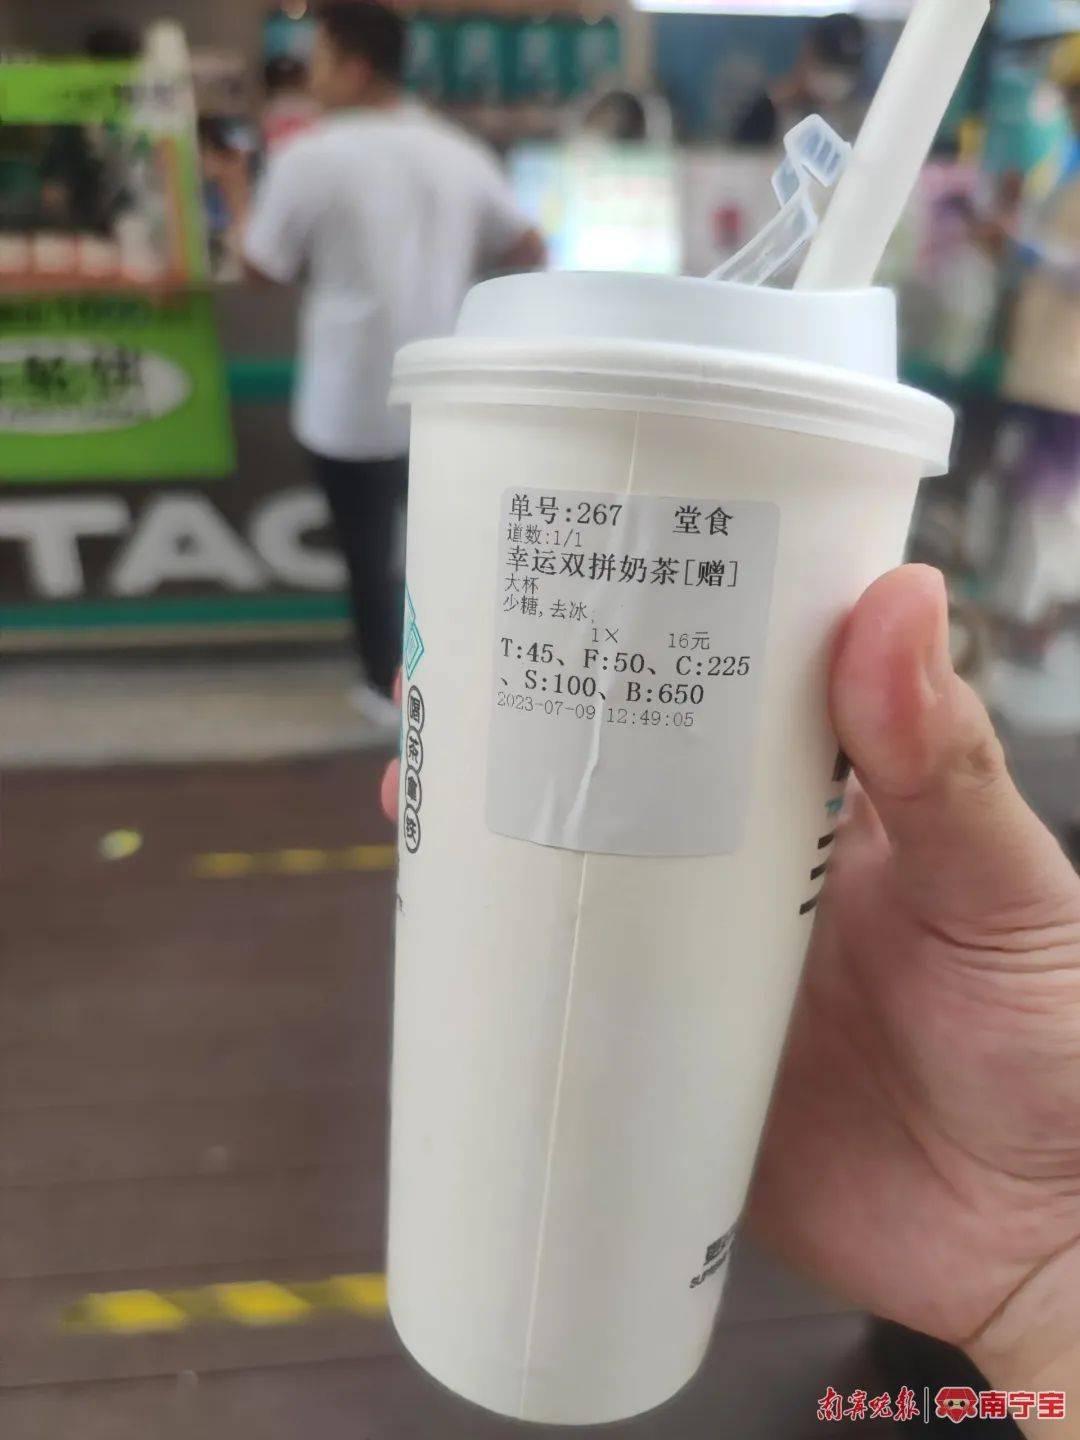 单号:267 堂食
道数:1/1
幸运双拼奶茶[赠]
大杯
少糖,去冰;
1× 16元
T:45、F:50、C:225
、S:100、B:650
2023-07-09 12:49:05
TAC
南宁晚报 南宁宝